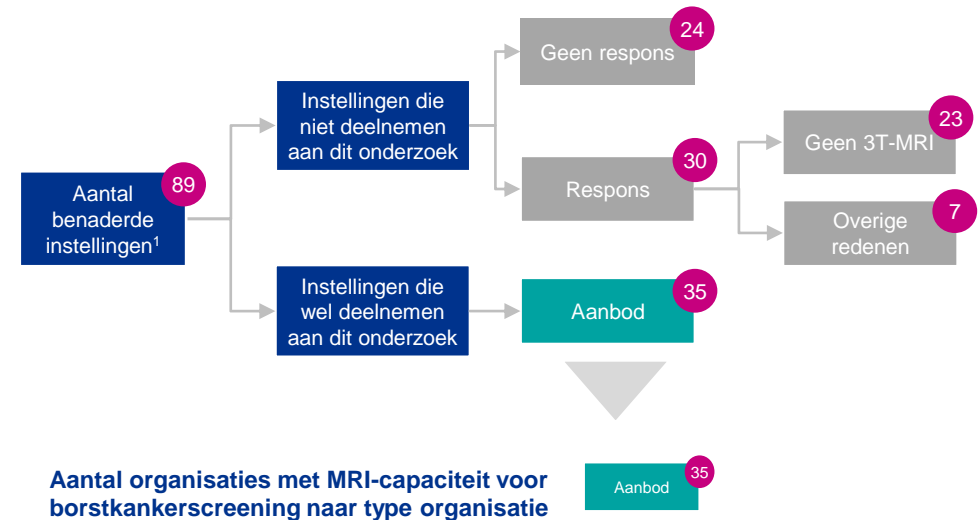 24
Geen respons
Instellingen die
niet deelnemen
aan dit onderzoek
23
Geen 3T-MRI
30
Respons
89
Aantal
benaderde
instellingen¹
7
Overige
redenen
Instellingen die
wel deelnemen
aan dit onderzoek
35
Aanbod
Aantal organisaties met MRI-capaciteit voor
borstkankerscreening naar type organisatie
35
Aanbod